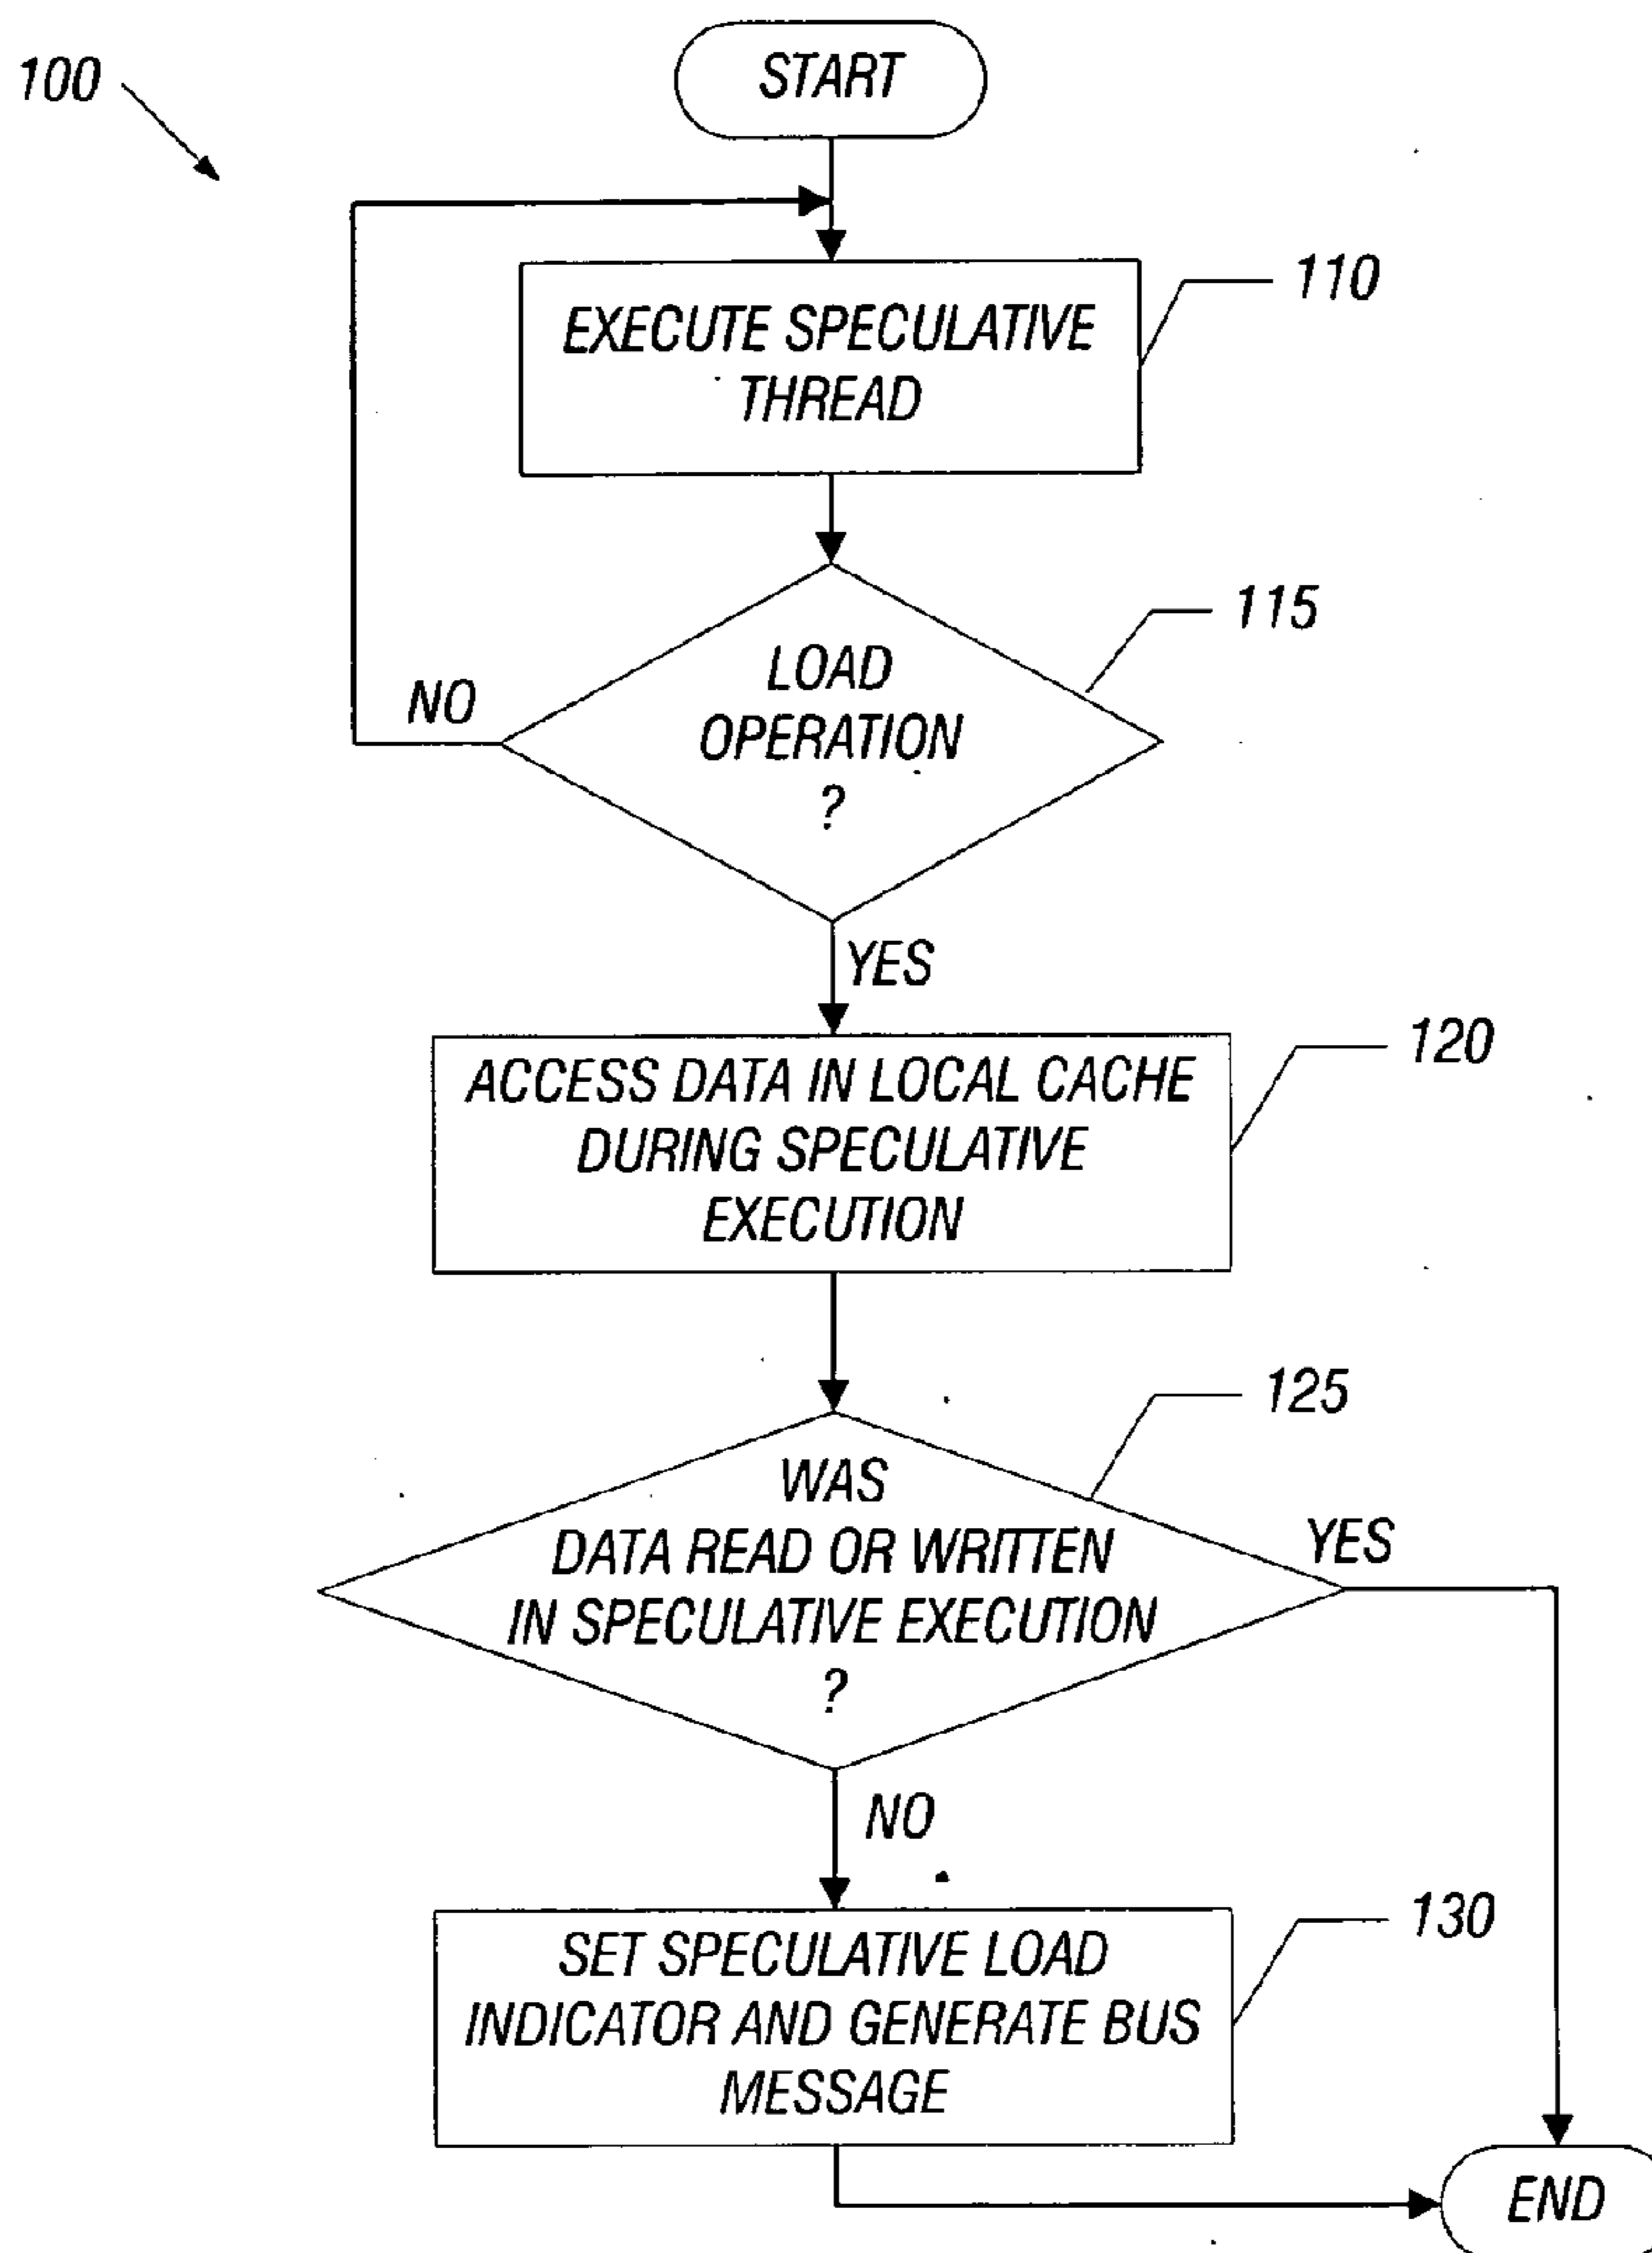 100
START
EXECUTE SPECULATIVE
THREAD
110
LOAD
OPERATION
?
115
NO
YES
ACCESS DATA IN LOCAL CACHE
DURING SPECULATIVE
EXECUTION
120
WAS
DATA READ OR WRITTEN
IN SPECULATIVE EXECUTION
?
125
YES
NO
SET SPECULATIVE LOAD
INDICATOR AND GENERATE BUS
MESSAGE
130
END